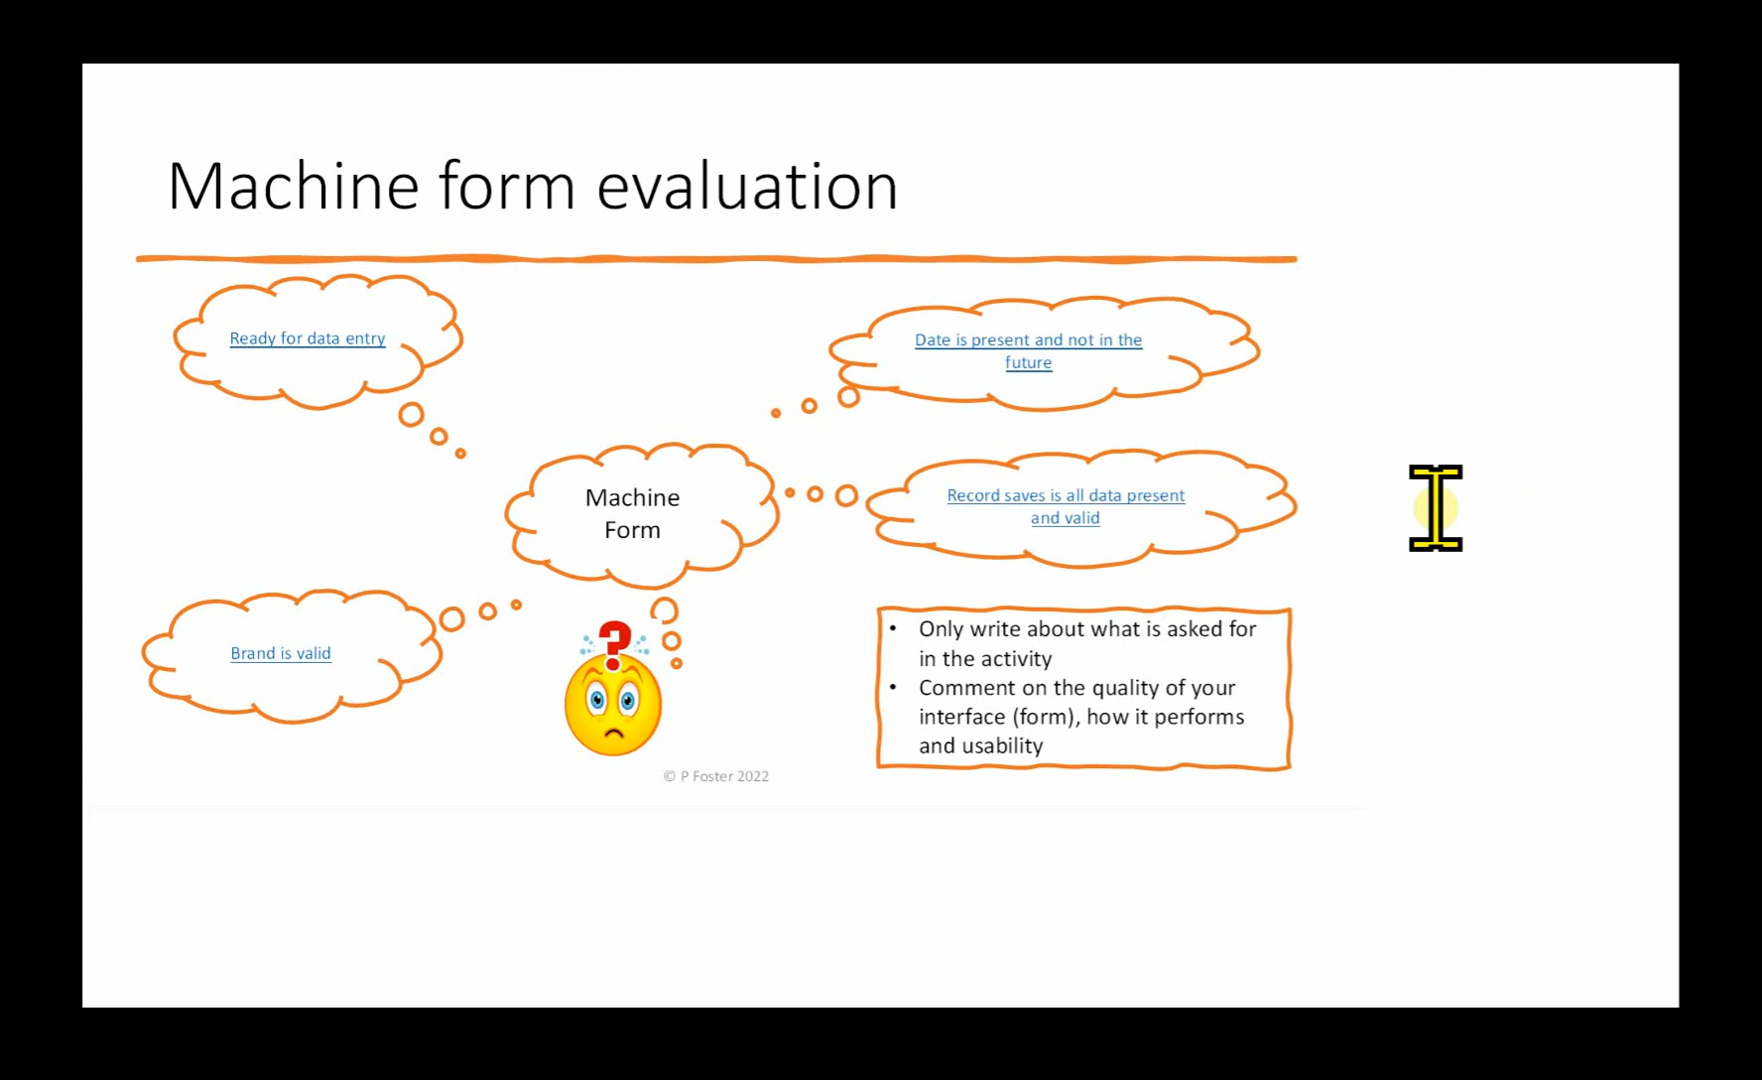 Machine form evaluation
Ready for data entry
Date is present and not in the
future
Machine
Form
Record saves is all data present
and valid
Brand is valid
?
• Only write about what is asked for
in the activity
• Comment on the quality of your
interface (form), how it performs
and usability
© P Foster 2022